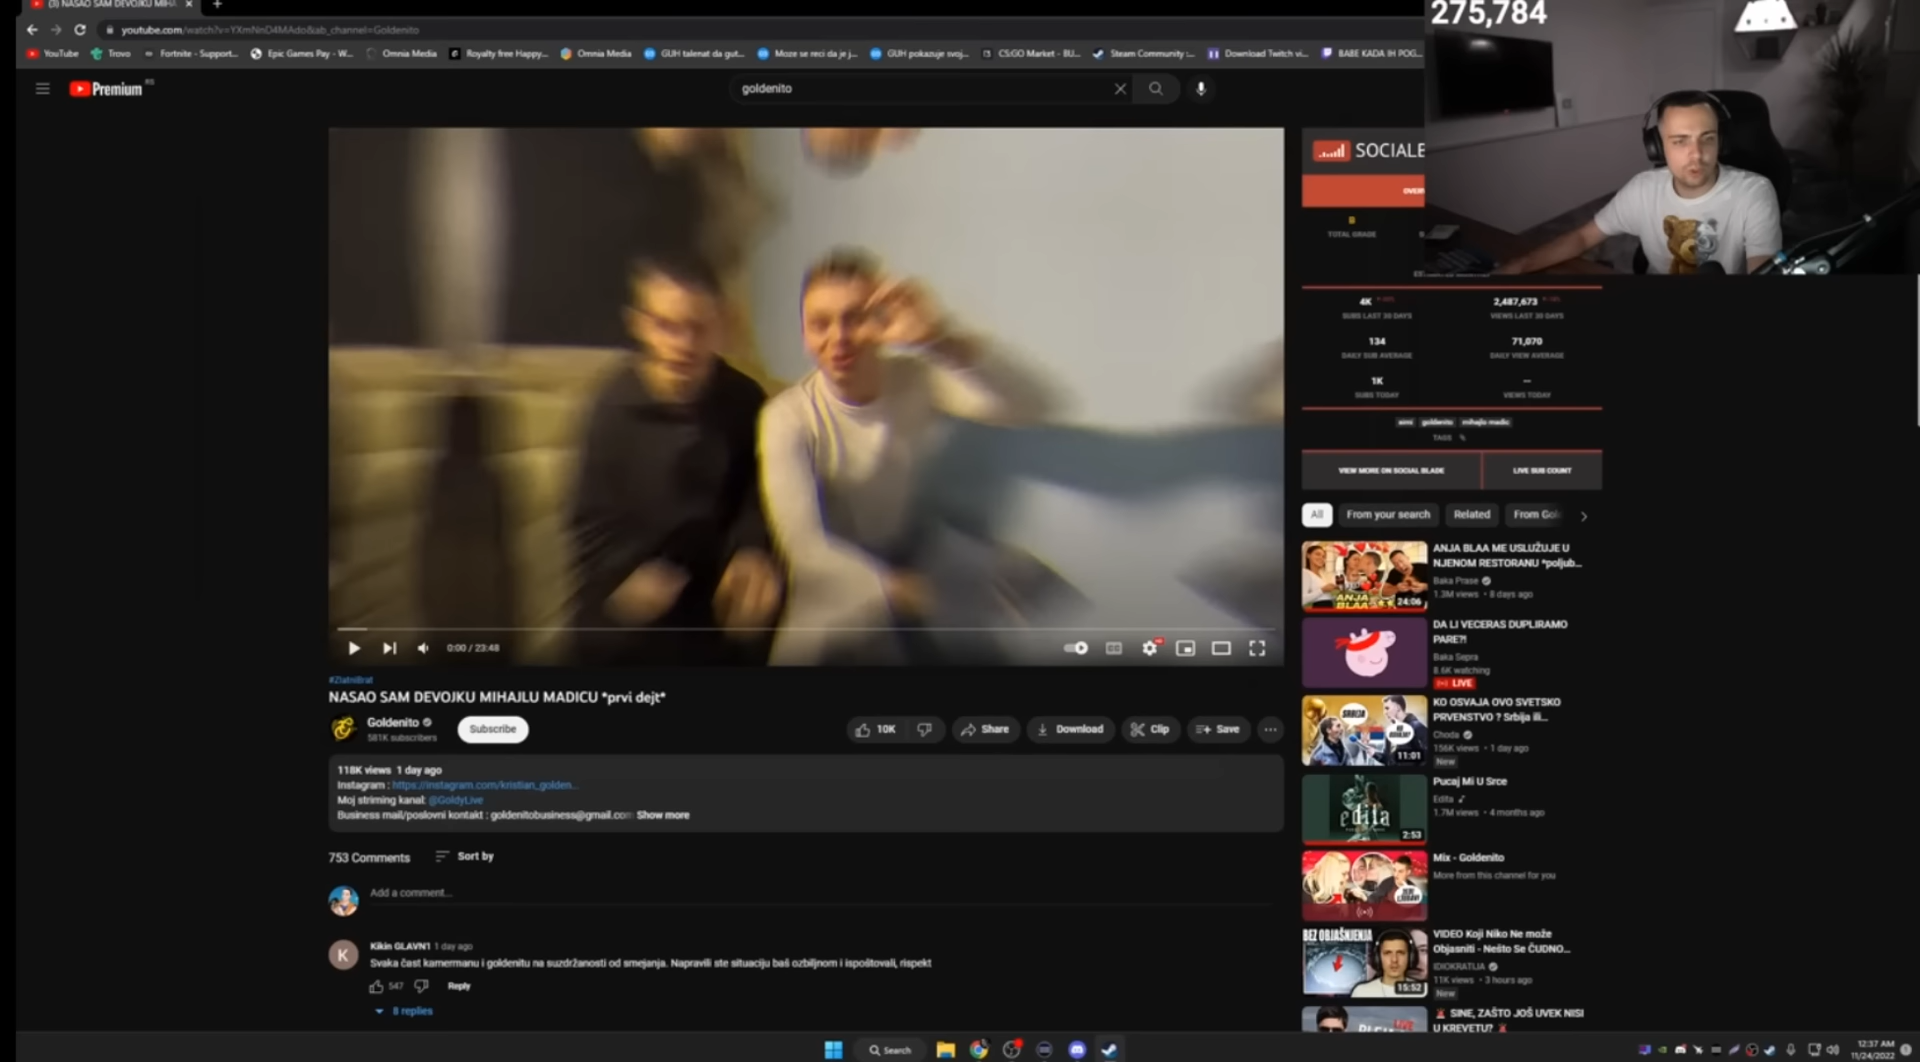 (3) NASAO SAM DEVOJKU MIHA
275,784
youtube.com/watch?v=YXmNnD4MAdo&ab_channel=Goldenito
YouTube
Trovo
Fortnite - Support...
Epic Games Pay - W...
Omnia Media
Royalty free Happy...
Omnia Media
GUH talenat da gut...
Moze se reci da je j...
GUH pokazuje svoj...
CS:GO Market - BU...
Steam Community :...
Download Twitch vi...
BABE KADA IH POG...
Premium RS
goldenito
SOCIALE
OVER
B
TOTAL GRADE
4K
2,487,673
SUBS LAST 30 DAYS
VIEWS LAST 30 DAYS
134
71,070
DAILY SUB AVERAGE
DAILY VIEW AVERAGE
1K
--
SUBS TODAY
VIEWS TODAY
goldenito mihajlo madic
TAGS
VIEW MORE ON SOCIAL BLADE
LIVE SUB COUNT
All
From your search
Related
From Gol
ANJA BLAA ME USLUŽUJE U
NJENOM RESTORANU *poljub...
Baka Prase
1.3M views • 8 days ago
ANJA
BLAA
24:06
DA LI VECERAS DUPLIRAMO
PARE?!
Baka Sepra
8.6K watching
LIVE
KO OSVAJA OVO SVETSKO
PRVENSTVO ? Srbija ili...
Choda
156K views • 1 day ago
New
SRBIJA
11:01
Pucaj Mi U Srce
Edita
1.7M views • 4 months ago
edita
2:53
Mix - Goldenito
More from this channel for you
VIDEO Koji Niko Ne može
Objasniti - Nešto Se ČUDNO...
IDIOKRATIJA
11K views • 3 hours ago
New
BEZ OBJAŠNJENJA
15:52
SINE, ZAŠTO JOŠ UVEK NISI
U KREVETU?
0:00 / 23:48
#ZlatniBrat
NASAO SAM DEVOJKU MIHAJLU MADICU *prvi dejt*
Goldenito
581K subscribers
Subscribe
10K
Share
Download
Clip
Save
118K views 1 day ago
Instagram : https://instagram.com/kristian_golden...
Moj striming kanal: @GoldyLive
Business mail/poslovni kontakt : goldenitobusiness@gmail.com Show more
753 Comments
Sort by
Add a comment...
K
Kikin GLAVN1 1 day ago
Svaka čast kamermanu i goldenitu na suzdržanosti od smejanja. Napravili ste situaciju baš ozbiljnom i ispoštovali, rispekt
547
Reply
8 replies
Search
12:37 AM
11/24/2022